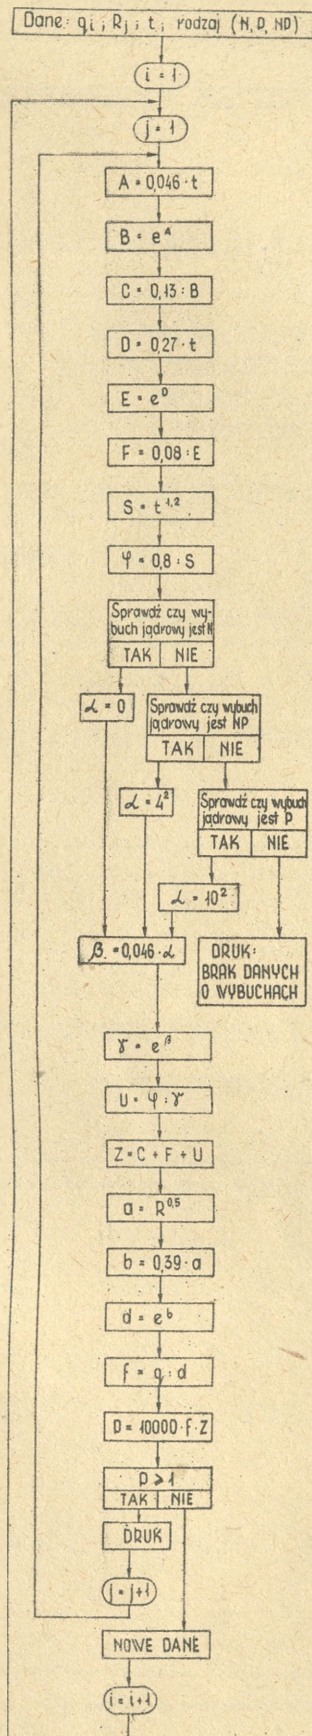 Dane: qi; Rj; t; rodzaj (N, P, NP)
i = 1
j = 1
A = 0,046 · t
B = e^A
C = 0,13 : B
D = 0,27 · t
E = e^D
F = 0,08 : E
S = t^1,2
φ = 0,8 : S
Sprawdź czy wy-
buch jądrowy jest N
TAK NIE
α = 0
Sprawdź czy wybuch
jądrowy jest NP
TAK NIE
α = 4²
Sprawdź czy wybuch
jądrowy jest P
TAK NIE
α = 10²
β = 0,046 · α
DRUK:
BRAK DANYCH
O WYBUCHACH
γ = e^β
U = φ : γ
Z = C + F + U
a = R^0,5
b = 0,39 · a
d = e^b
f = q : d
D = 10000 · F · Z
D ⩾ 1
TAK NIE
DRUK
j = j+1
NOWE DANE
i = i+1